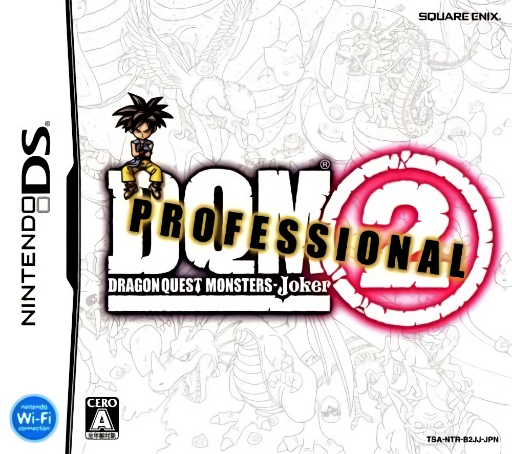 SQUARE ENIX.
NINTENDO DS
DQM®
PROFESSIONAL
2
DRAGON QUEST MONSTERS-Joker
nintendo
Wi-Fi
connection
CERO
A
全年齢対象
TSA-NTR-B2JJ-JPN